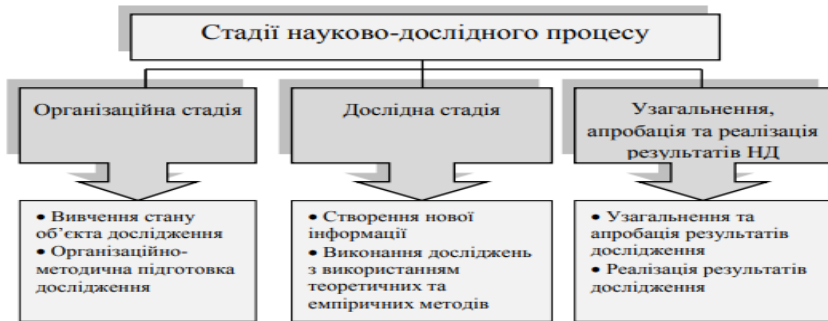 Стадії науково-дослідного процесу
Організаційна стадія
Дослідна стадія
Узагальнення,
апробація та реалізація
результатів НД
• Вивчення стану
об’єкта дослідження
• Організаційно-
методична підготовка
дослідження
• Створення нової
інформації
• Виконання досліджень
з використанням
теоретичних та
емпіричних методів
• Узагальнення та
апробація результатів
дослідження
• Реалізація результатів
дослідження